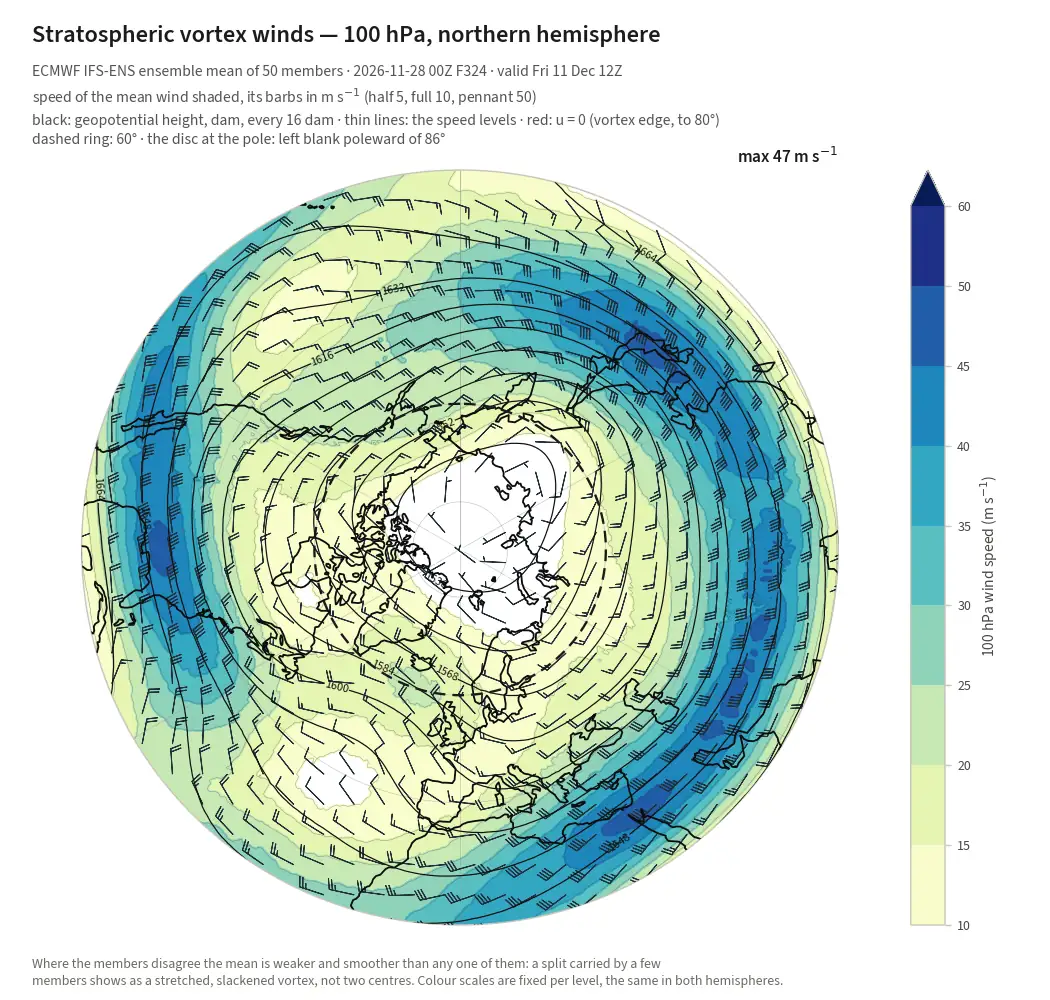 Stratospheric vortex winds — 100 hPa, northern hemisphere
ECMWF IFS-ENS ensemble mean of 50 members · 2026-11-28 00Z F324 · valid Fri 11 Dec 12Z
speed of the mean wind shaded, its barbs in m s−1 (half 5, full 10, pennant 50)
black: geopotential height, dam, every 16 dam · thin lines: the speed levels · red: u = 0 (vortex edge, to 80°)
dashed ring: 60° · the disc at the pole: left blank poleward of 86°
max 47 m s−1
60
50
45
40
35
30
25
20
15
10
100 hPa wind speed (m s−1)
1664
1632
1616
1664
1584
1568
1600
1648
Where the members disagree the mean is weaker and smoother than any one of them: a split carried by a few
members shows as a stretched, slackened vortex, not two centres. Colour scales are fixed per level, the same in both hemispheres.